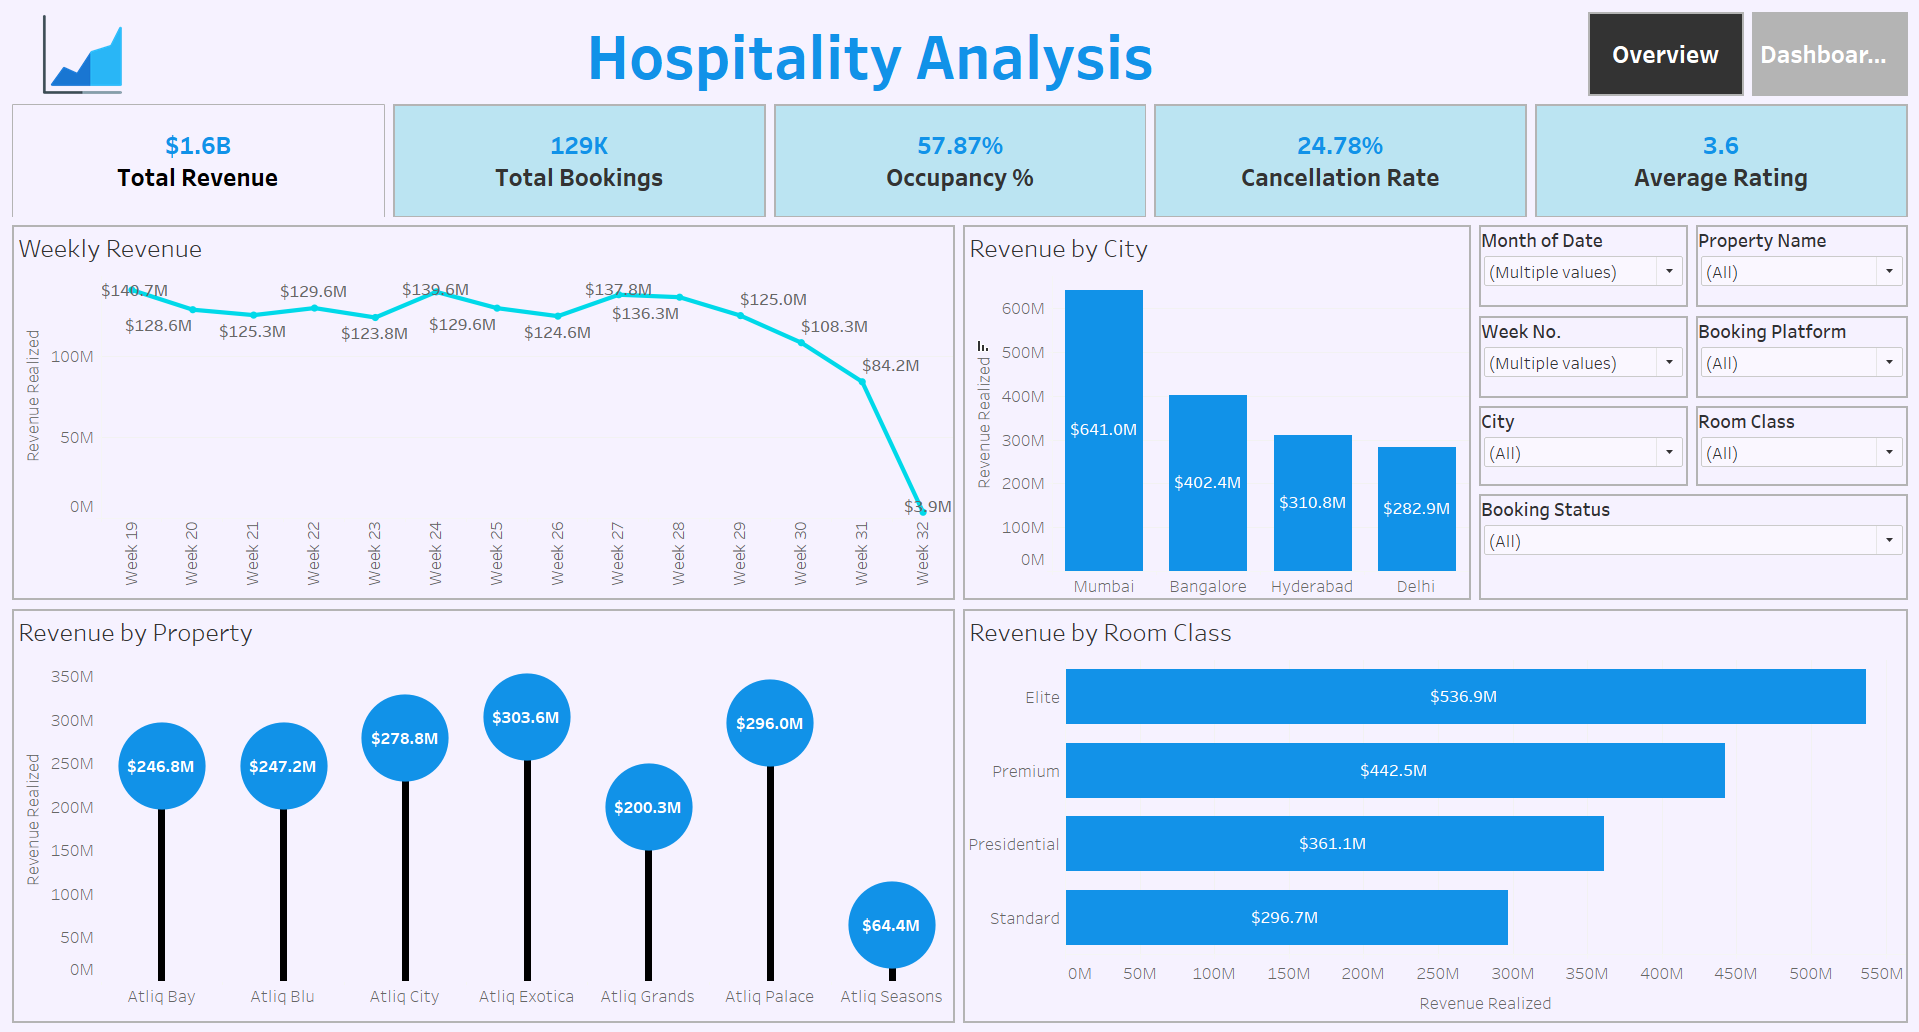 Hospitality Analysis
Overview
Dashboar...
$1.6B
Total Revenue
129K
Total Bookings
57.87%
Occupancy %
24.78%
Cancellation Rate
3.6
Average Rating
Weekly Revenue
Revenue Realized
100M
50M
0M
$140.7M
$128.6M
$125.3M
$129.6M
$123.8M
$139.6M
$129.6M
$124.6M
$137.8M
$136.3M
$125.0M
$108.3M
$84.2M
$3.9M
Week 19
Week 20
Week 21
Week 22
Week 23
Week 24
Week 25
Week 26
Week 27
Week 28
Week 29
Week 30
Week 31
Week 32
Revenue by City
Revenue Realized
600M
500M
400M
300M
200M
100M
0M
$641.0M
$402.4M
$310.8M
$282.9M
Mumbai
Bangalore
Hyderabad
Delhi
Month of Date
(Multiple values)
Property Name
(All)
Week No.
(Multiple values)
Booking Platform
(All)
City
(All)
Room Class
(All)
Booking Status
(All)
Revenue by Property
Revenue Realized
350M
300M
250M
200M
150M
100M
50M
0M
$246.8M
$247.2M
$278.8M
$303.6M
$200.3M
$296.0M
$64.4M
Atliq Bay
Atliq Blu
Atliq City
Atliq Exotica
Atliq Grands
Atliq Palace
Atliq Seasons
Revenue by Room Class
Elite
$536.9M
Premium
$442.5M
Presidential
$361.1M
Standard
$296.7M
0M
50M
100M
150M
200M
250M
300M
350M
400M
450M
500M
550M
Revenue Realized